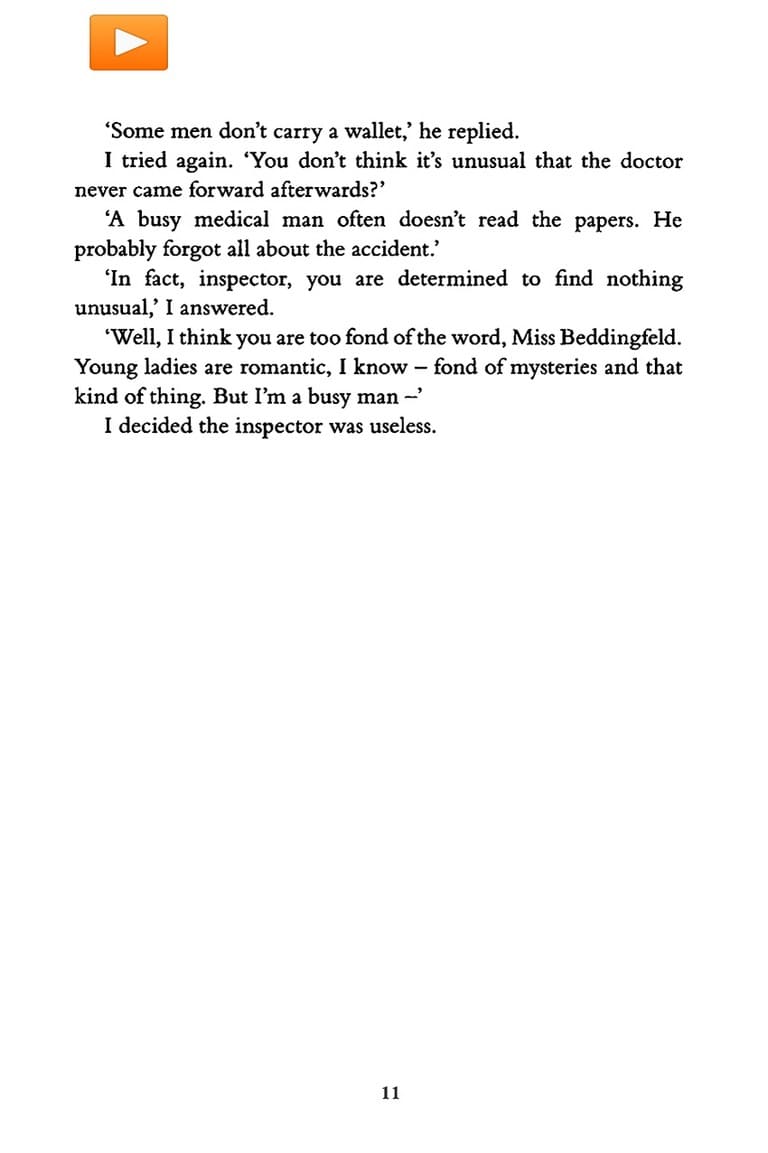 ‘Some men don’t carry a wallet,’ he replied.
I tried again. ‘You don’t think it’s unusual that the doctor
never came forward afterwards?’
‘A busy medical man often doesn’t read the papers. He
probably forgot all about the accident.’
‘In fact, inspector, you are determined to find nothing
unusual,’ I answered.
‘Well, I think you are too fond of the word, Miss Beddingfeld.
Young ladies are romantic, I know – fond of mysteries and that
kind of thing. But I’m a busy man –’
I decided the inspector was useless.
11